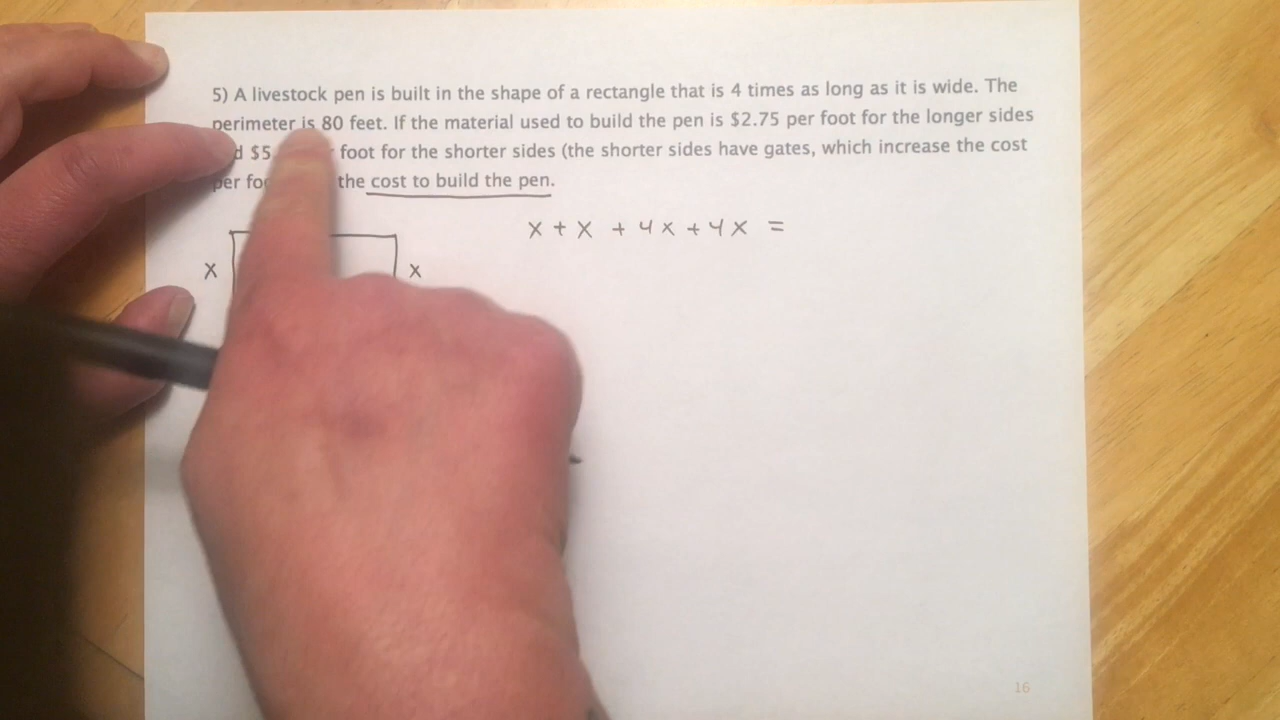 5) A livestock pen is built in the shape of a rectangle that is 4 times as long as it is wide. The
perimeter is 80 feet. If the material used to build the pen is $2.75 per foot for the longer sides
$5 foot for the shorter sides (the shorter sides have gates, which increase the cost
per the cost to build the pen.
x + x + 4x + 4x =
x x
16